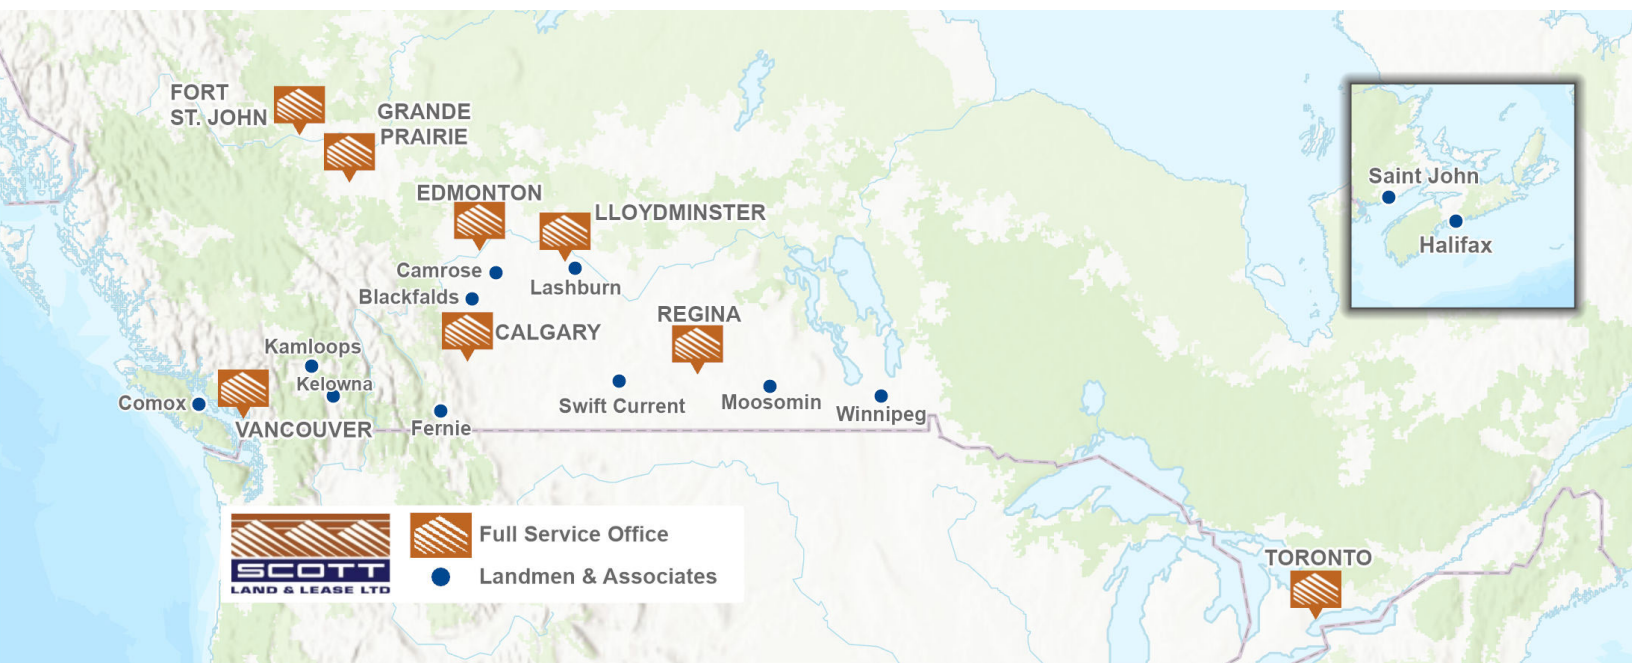 FORT
ST. JOHN
GRANDE
PRAIRIE
EDMONTON
LLOYDMINSTER
Saint John
Halifax
Camrose
Lashburn
Blackfalds
REGINA
CALGARY
Kamloops
Kelowna
Comox
Swift Current
Moosomin
Winnipeg
VANCOUVER
Fernie
SCOTT
LAND & LEASE LTD
Full Service Office
Landmen & Associates
TORONTO